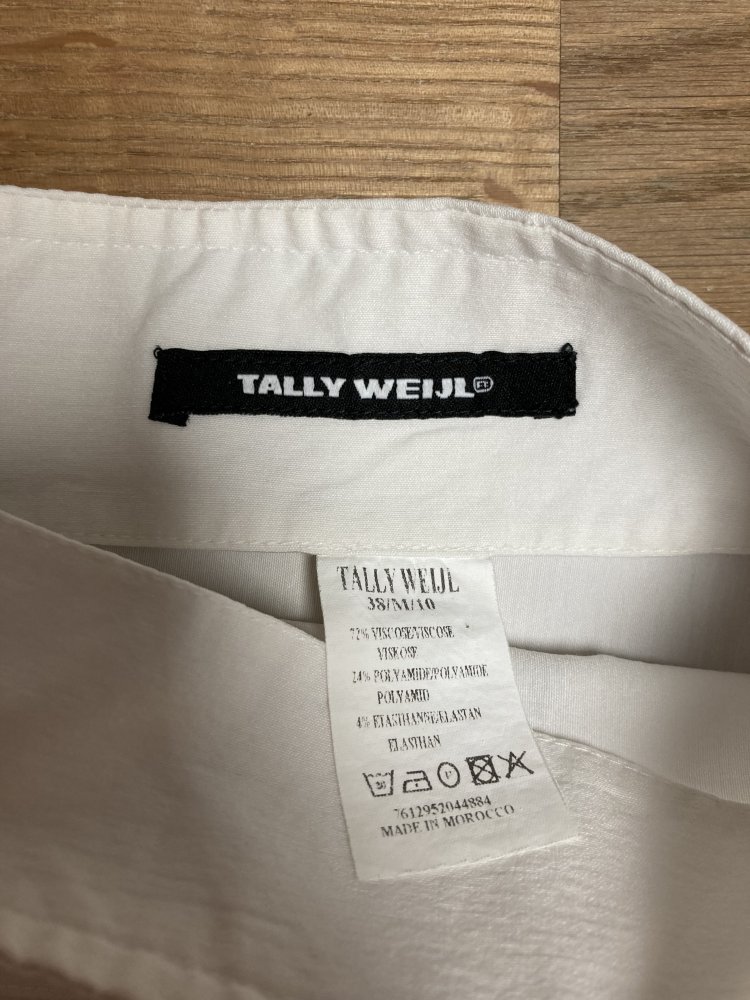 TALLY WEIJL
TALLY WEIJL
38/M/10
72% VISCOSE/VISCOSE
VISKOSE
24% POLYAMIDE/POLYAMIDE
POLYAMID
4% ETASTHANNE/ELASTAN
ELASTHAN
7612952044884
MADE IN MOROCCO